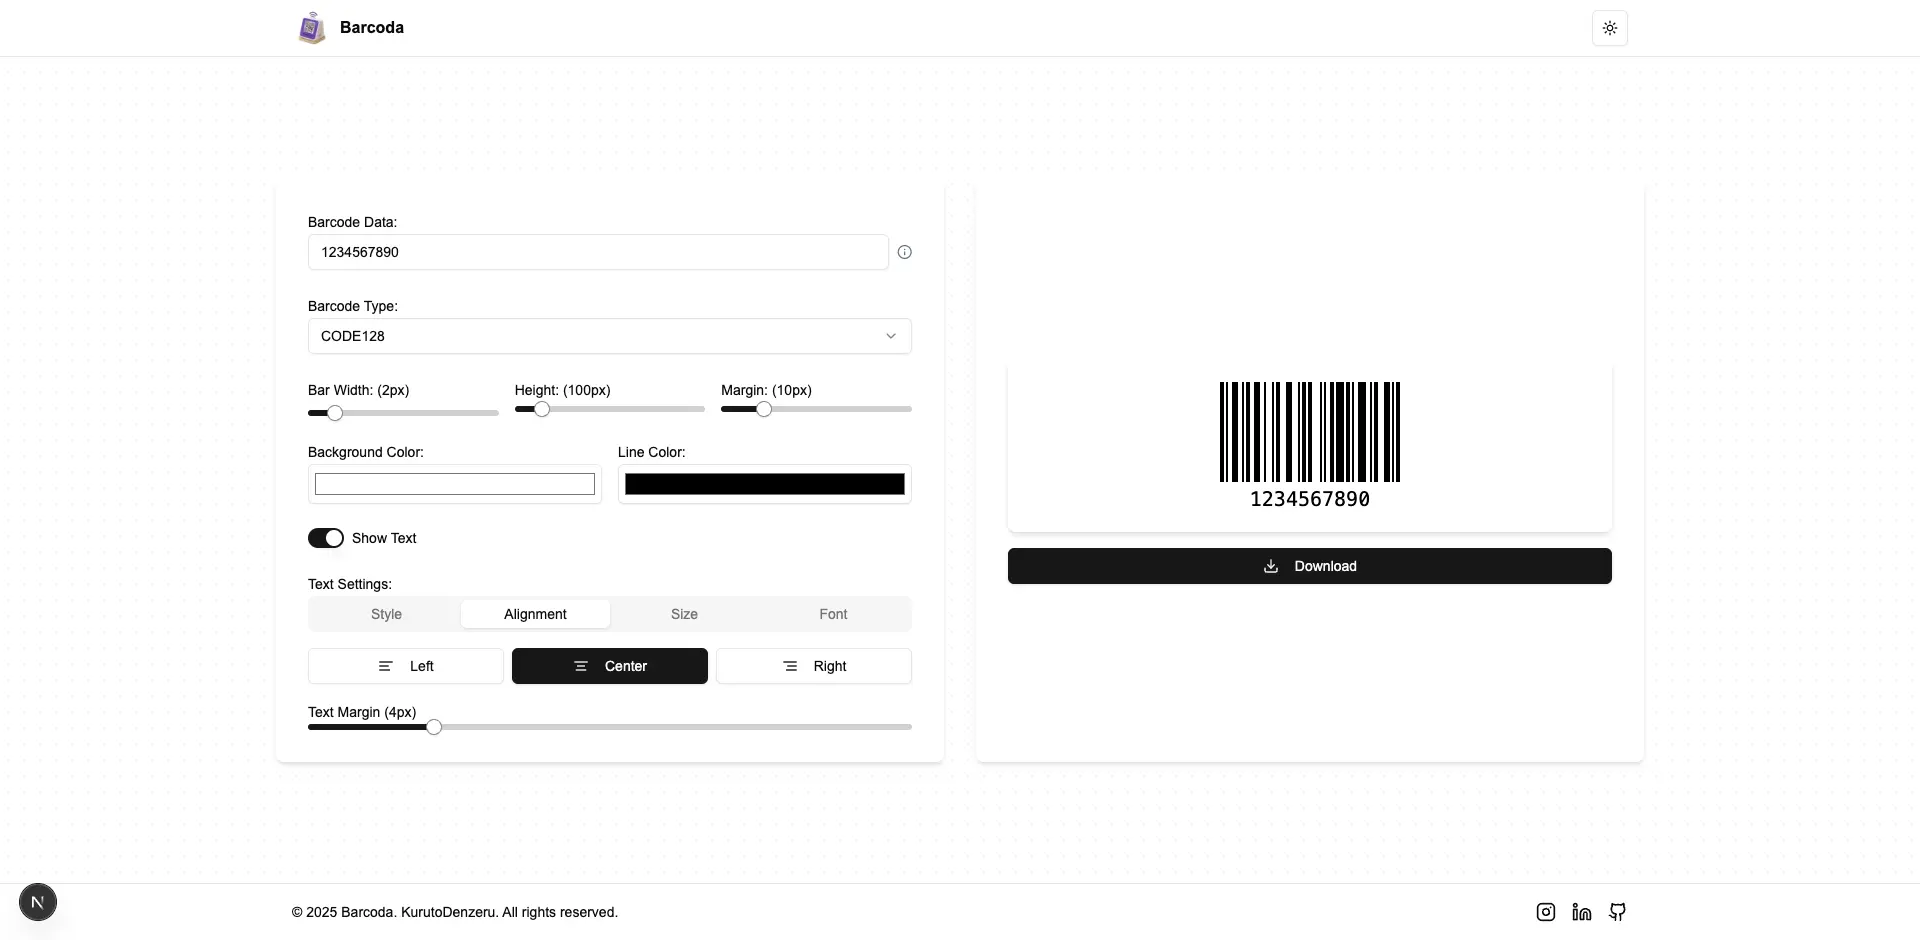 Barcoda
Barcode Data:
1234567890
Barcode Type:
CODE128
Bar Width: (2px)
Height: (100px)
Margin: (10px)
Background Color:
Line Color:
Show Text
Text Settings:
Style
Alignment
Size
Font
Left
Center
Right
Text Margin (4px)
1234567890
Download
N
© 2025 Barcoda. KurutoDenzeru. All rights reserved.